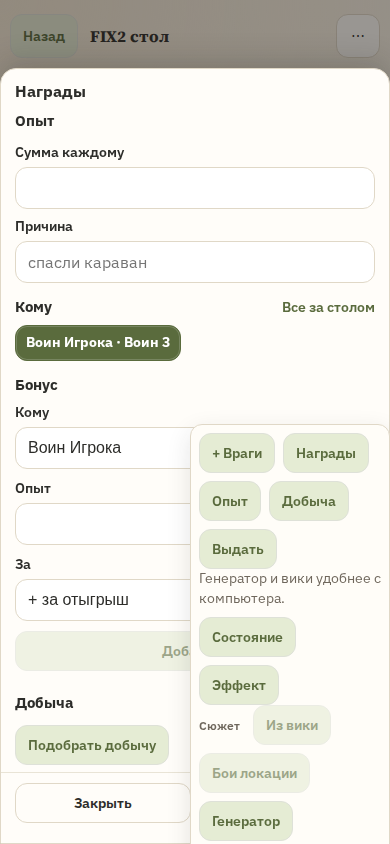 Назад
FIX2 стол
...
Награды
Опыт
Сумма каждому
Причина
спасли караван
Кому
Все за столом
Воин Игрока · Воин 3
Бонус
Кому
Воин Игрока
Опыт
За
+ за отыгрыш
Доб
Добыча
Подобрать добычу
Закрыть
+ Враги
Награды
Опыт
Добыча
Выдать
Генератор и вики удобнее с
компьютера.
Состояние
Эффект
Сюжет
Из вики
Бои локации
Генератор